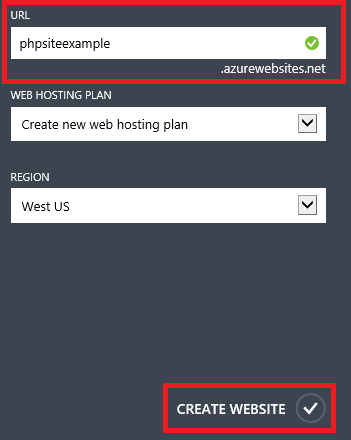 URL
phpsiteexample
.azurewebsites.net
WEB HOSTING PLAN
Create new web hosting plan
REGION
West US
CREATE WEBSITE